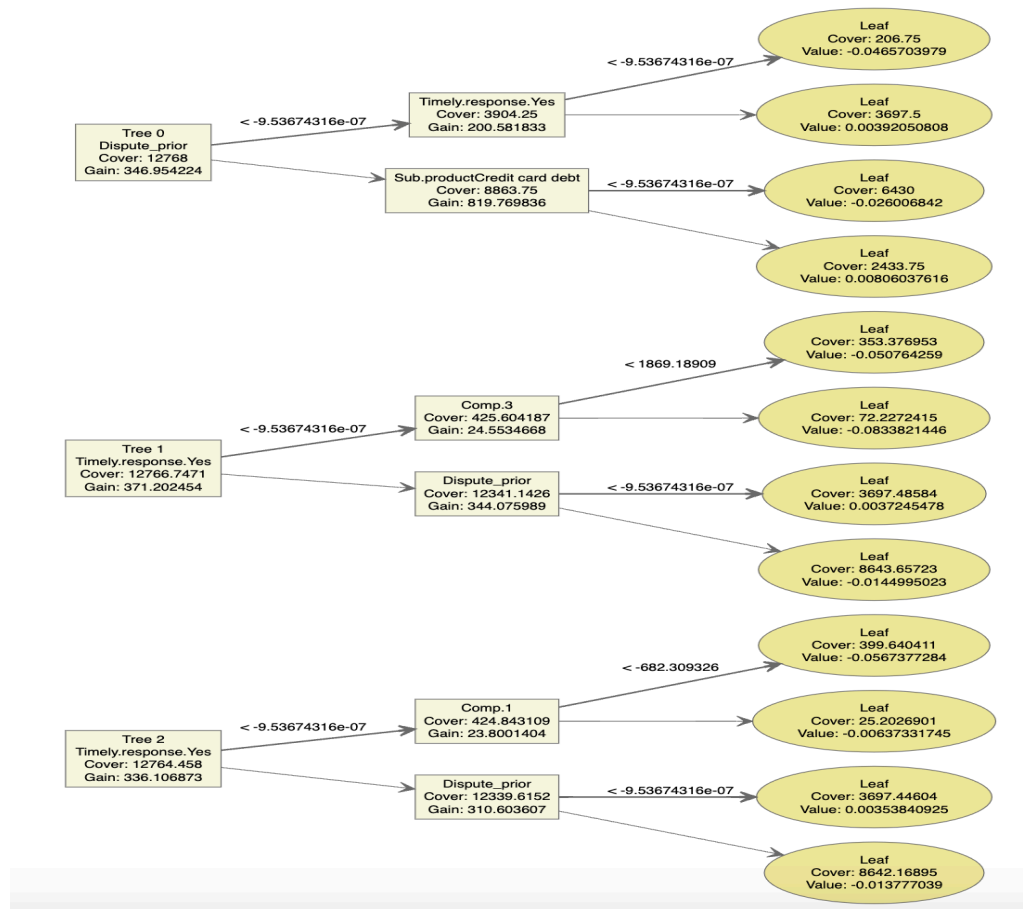 Leaf
Cover: 206.75
Value: -0.0465703979
< -9.53674316e-07
Timely.response.Yes
Cover: 3904.25
Gain: 200.581833
Leaf
Cover: 3697.5
Value: 0.00392050808
< -9.53674316e-07
Tree 0
Dispute_prior
Cover: 12768
Gain: 346.954224
Sub.productCredit card debt
Cover: 8863.75
Gain: 819.769836
< -9.53674316e-07
Leaf
Cover: 6430
Value: -0.026006842
Leaf
Cover: 2433.75
Value: 0.00806037616
Leaf
Cover: 353.376953
Value: -0.050764259
< 1869.18909
Comp.3
Cover: 425.604187
Gain: 24.5534668
Leaf
Cover: 72.2272415
Value: -0.0833821446
< -9.53674316e-07
Tree 1
Timely.response.Yes
Cover: 12766.7471
Gain: 371.202454
Dispute_prior
Cover: 12341.1426
Gain: 344.075989
< -9.53674316e-07
Leaf
Cover: 3697.48584
Value: 0.0037245478
Leaf
Cover: 8643.65723
Value: -0.0144995023
Leaf
Cover: 399.640411
Value: -0.0567377284
< -682.309326
Comp.1
Cover: 424.843109
Gain: 23.8001404
Leaf
Cover: 25.2026901
Value: -0.00637331745
< -9.53674316e-07
Tree 2
Timely.response.Yes
Cover: 12764.458
Gain: 336.106873
Dispute_prior
Cover: 12339.6152
Gain: 310.603607
< -9.53674316e-07
Leaf
Cover: 3697.44604
Value: 0.00353840925
Leaf
Cover: 8642.16895
Value: -0.013777039